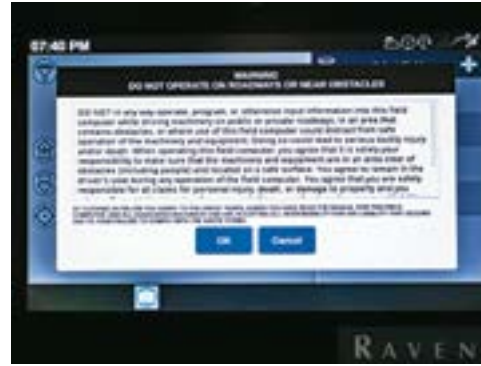 07:40 PM
WARNING
DO NOT OPERATE ON ROADWAYS OR NEAR OBSTACLES
DO NOT in any way operate, program, or otherwise input information into this field
computer while driving machinery on public or private roadways, in an area that
contains obstacles, or where use of this field computer could distract from safe
operation of the machinery and equipment. Doing so could lead to serious bodily injury
and/or death. When operating this field computer, you agree that it is solely your
responsibility to make sure that the machinery and equipment are in an area clear of
obstacles (including people) and located on a safe surface. You agree to remain in the
driver's seat during any operation of the field computer. You agree that you are solely
responsible for all claims for personal injury, death, or damage to property and you
OK
Cancel
RAVEN